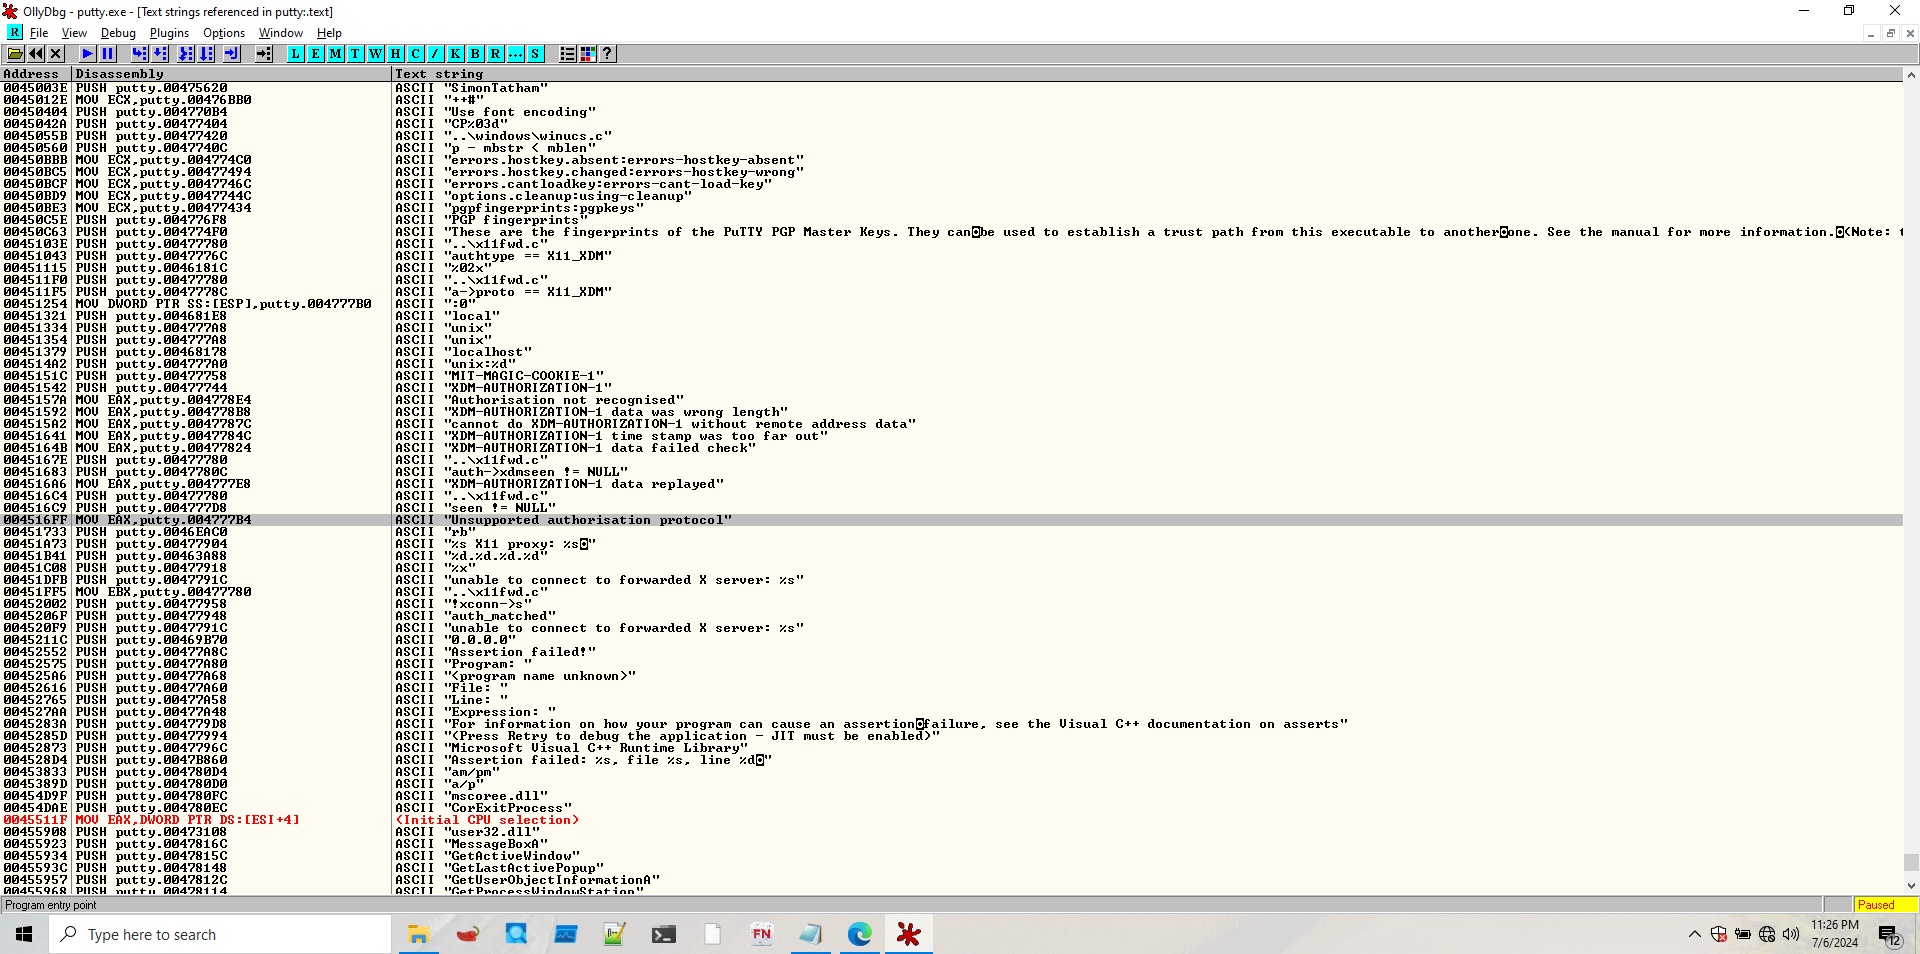 OllyDbg - putty.exe - [Text strings referenced in putty:.text]
R File View Debug Plugins Options Window Help
L E M T W H C / K B R ... S ?
Address Disassembly Text string
0045003E PUSH putty.00475620 ASCII "SimonTatham"
0045012E MOV ECX,putty.00476BB0 ASCII "++#"
00450404 PUSH putty.004770B4 ASCII "Use font encoding"
0045042A PUSH putty.00477404 ASCII "CP%03d"
0045055B PUSH putty.00477420 ASCII "..\windows\winucs.c"
00450560 PUSH putty.0047740C ASCII "p - mbstr < mblen"
00450BBB MOV ECX,putty.004774C0 ASCII "errors.hostkey.absent:errors-hostkey-absent"
00450BC5 MOV ECX,putty.00477494 ASCII "errors.hostkey.changed:errors-hostkey-wrong"
00450BCF MOV ECX,putty.0047746C ASCII "errors.cantloadkey:errors-cant-load-key"
00450BD9 MOV ECX,putty.0047744C ASCII "options.cleanup:using-cleanup"
00450BE3 MOV ECX,putty.00477434 ASCII "pgpfingerprints:pgpkeys"
00450C5E PUSH putty.004776F8 ASCII "PGP fingerprints"
00450C63 PUSH putty.004774F0 ASCII "These are the fingerprints of the PuTTY PGP Master Keys. They can be used to establish a trust path from this executable to another one. See the manual for more information. (Note: t
0045103E PUSH putty.00477780 ASCII "..\x11fwd.c"
00451043 PUSH putty.0047776C ASCII "authtype == X11_XDM"
00451115 PUSH putty.0046181C ASCII "%02x"
004511F0 PUSH putty.00477780 ASCII "..\x11fwd.c"
004511F5 PUSH putty.0047778C ASCII "a->proto == X11_XDM"
00451254 MOV DWORD PTR SS:[ESP],putty.004777B0 ASCII ":0"
00451321 PUSH putty.004681E8 ASCII "local"
00451334 PUSH putty.004777A8 ASCII "unix"
00451354 PUSH putty.004777A8 ASCII "unix"
00451379 PUSH putty.00468178 ASCII "localhost"
004514A2 PUSH putty.004777A0 ASCII "unix:%d"
0045151C PUSH putty.00477758 ASCII "MIT-MAGIC-COOKIE-1"
00451542 PUSH putty.00477744 ASCII "XDM-AUTHORIZATION-1"
0045157A MOV EAX,putty.004778E4 ASCII "Authorisation not recognised"
00451592 MOV EAX,putty.004778B8 ASCII "XDM-AUTHORIZATION-1 data was wrong length"
004515A2 MOV EAX,putty.0047787C ASCII "cannot do XDM-AUTHORIZATION-1 without remote address data"
00451641 MOV EAX,putty.0047784C ASCII "XDM-AUTHORIZATION-1 time stamp was too far out"
0045164B MOV EAX,putty.00477824 ASCII "XDM-AUTHORIZATION-1 data failed check"
0045167E PUSH putty.00477780 ASCII "..\x11fwd.c"
00451683 PUSH putty.0047780C ASCII "auth->xdmseen != NULL"
004516A6 MOV EAX,putty.004777E8 ASCII "XDM-AUTHORIZATION-1 data replayed"
004516C4 PUSH putty.00477780 ASCII "..\x11fwd.c"
004516C9 PUSH putty.004777D8 ASCII "seen != NULL"
004516FF MOV EAX,putty.004777B4 ASCII "Unsupported authorisation protocol"
00451733 PUSH putty.0046EAC0 ASCII "rb"
00451A73 PUSH putty.00477904 ASCII "%s X11 proxy: %s"
00451B41 PUSH putty.00463A88 ASCII "%d.%d.%d.%d"
00451C08 PUSH putty.00477918 ASCII "%x"
00451DFB PUSH putty.0047791C ASCII "unable to connect to forwarded X server: %s"
00451FF5 MOV EBX,putty.00477780 ASCII "..\x11fwd.c"
00452002 PUSH putty.00477958 ASCII "!xconn->s"
0045206F PUSH putty.00477948 ASCII "auth_matched"
004520F9 PUSH putty.0047791C ASCII "unable to connect to forwarded X server: %s"
0045211C PUSH putty.00469B70 ASCII "0.0.0.0"
00452552 PUSH putty.00477A8C ASCII "Assertion failed!"
00452575 PUSH putty.00477A80 ASCII "Program: "
004525A6 PUSH putty.00477A68 ASCII "<program name unknown>"
00452616 PUSH putty.00477A60 ASCII "File: "
00452765 PUSH putty.00477A58 ASCII "Line: "
004527AA PUSH putty.00477A48 ASCII "Expression: "
0045283A PUSH putty.004779D8 ASCII "For information on how your program can cause an assertion failure, see the Visual C++ documentation on asserts"
0045285D PUSH putty.00477994 ASCII "(Press Retry to debug the application - JIT must be enabled)"
00452873 PUSH putty.0047796C ASCII "Microsoft Visual C++ Runtime Library"
004528D4 PUSH putty.0047B860 ASCII "Assertion failed: %s, file %s, line %d"
00453833 PUSH putty.004780D4 ASCII "am/pm"
0045389D PUSH putty.004780D0 ASCII "a/p"
00454D9F PUSH putty.004780FC ASCII "mscoree.dll"
00454DAE PUSH putty.004780EC ASCII "CorExitProcess"
0045511F MOV EAX,DWORD PTR DS:[ESI+4] (Initial CPU selection)
00455908 PUSH putty.00473108 ASCII "user32.dll"
00455923 PUSH putty.0047816C ASCII "MessageBoxA"
00455934 PUSH putty.0047815C ASCII "GetActiveWindow"
0045593C PUSH putty.00478148 ASCII "GetLastActivePopup"
00455957 PUSH putty.0047812C ASCII "GetUserObjectInformationA"
00455968 PUSH putty.00478114 ASCII "GetProcessWindowStation"
Program entry point Paused
Type here to search
FN
11:26 PM
7/6/2024
12